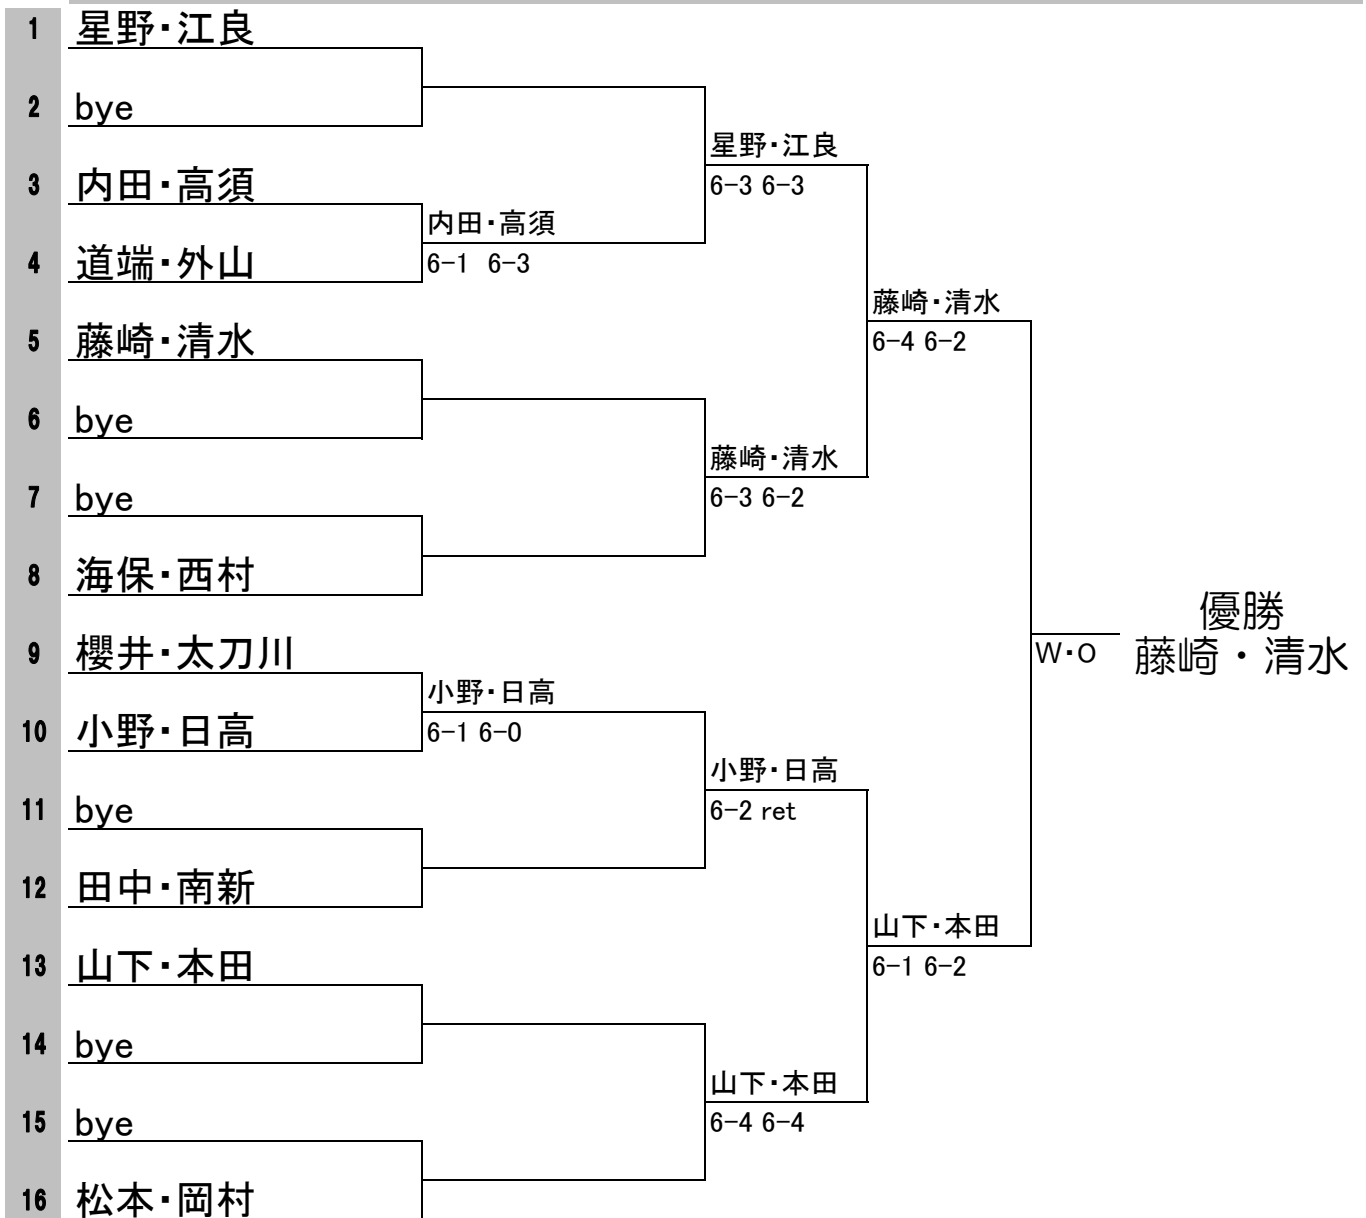 1 星野・江良
2 bye
星野・江良
6-3 6-3
3 内田・高須
内田・高須
6-1 6-3
4 道端・外山
藤崎・清水
6-4 6-2
5 藤崎・清水
6 bye
藤崎・清水
6-3 6-2
7 bye
8 海保・西村
優勝
W・O 藤崎・清水
9 櫻井・太刀川
小野・日高
6-1 6-0
10 小野・日高
小野・日高
6-2 ret
11 bye
12 田中・南新
山下・本田
6-1 6-2
13 山下・本田
14 bye
山下・本田
6-4 6-4
15 bye
16 松本・岡村